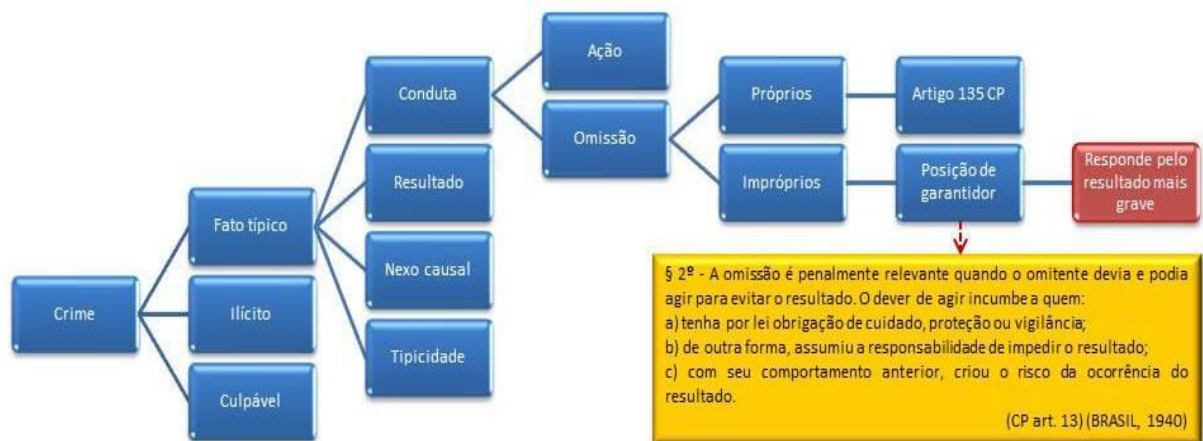 Crime
Fato típico
Ilícito
Culpável
Conduta
Resultado
Nexo causal
Tipicidade
Ação
Omissão
Próprios
Impróprios
Artigo 135 CP
Posição de
garantidor
Responde pelo
resultado mais
grave
§ 2º - A omissão é penalmente relevante quando o omitente devia e podia
agir para evitar o resultado. O dever de agir incumbe a quem:
a) tenha por lei obrigação de cuidado, proteção ou vigilância;
b) de outra forma, assumiu a responsabilidade de impedir o resultado;
c) com seu comportamento anterior, criou o risco da ocorrência do
resultado.
(CP art. 13) (BRASIL, 1940)